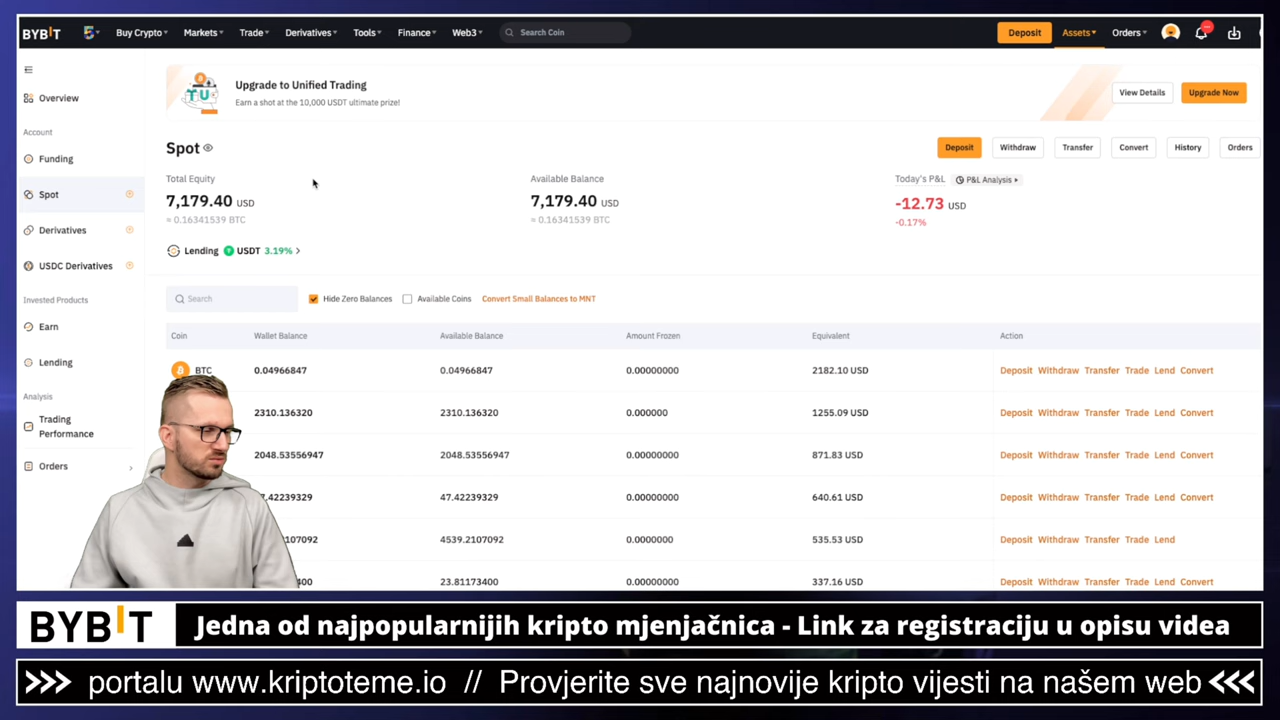 BYBIT Buy Crypto Markets Trade Derivatives Tools Finance Web3 Search Coin Deposit Assets Orders
Upgrade to Unified Trading
Earn a shot at the 10,000 USDT ultimate prize!
View Details Upgrade Now
Overview
Account
Funding
Spot
Derivatives
USDC Derivatives
Invested Products
Earn
Lending
Analysis
Trading
Performance
Orders
Spot Deposit Withdraw Transfer Convert History Orders
Total Equity Available Balance Today's P&L P&L Analysis
7,179.40 USD 7,179.40 USD -12.73 USD
≈ 0.16341539 BTC ≈ 0.16341539 BTC -0.17%
Lending USDT 3.19%
Search Hide Zero Balances Available Coins Convert Small Balances to MNT
Coin Wallet Balance Available Balance Amount Frozen Equivalent Action
BTC 0.04966847 0.04966847 0.00000000 2182.10 USD Deposit Withdraw Transfer Trade Lend Convert
2310.136320 2310.136320 0.000000 1255.09 USD Deposit Withdraw Transfer Trade Lend Convert
2048.53556947 2048.53556947 0.00000000 871.83 USD Deposit Withdraw Transfer Trade Lend Convert
47.42239329 0.00000000 640.61 USD Deposit Withdraw Transfer Trade Lend Convert
4539.2107092 0.0000000 535.53 USD Deposit Withdraw Transfer Trade Lend
23.81173400 0.00000000 337.16 USD Deposit Withdraw Transfer Trade Lend Convert
BYBIT Jedna od najpopularnijih kripto mjenjačnica - Link za registraciju u opisu videa
>>> portalu www.kriptoteme.io // Provjerite sve najnovije kripto vijesti na našem web <<<